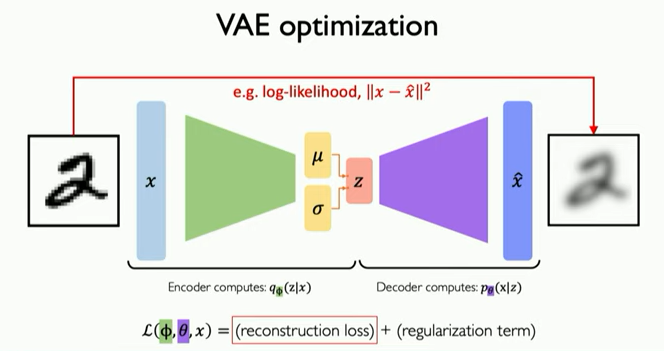 VAE optimization
e.g. log-likelihood, ‖x − x̂‖²
x
μ
σ
z
x̂
Encoder computes: qϕ(z|x)
Decoder computes: pθ(x|z)
ℒ(ϕ, θ, x) = (reconstruction loss) + (regularization term)